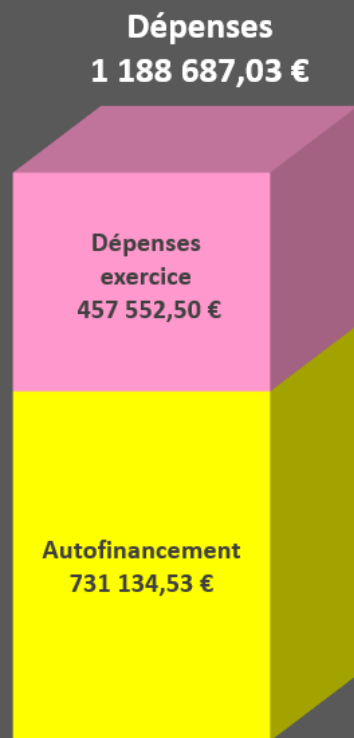 Dépenses
1 188 687,03 €
Dépenses
exercice
457 552,50 €
Autofinancement
731 134,53 €